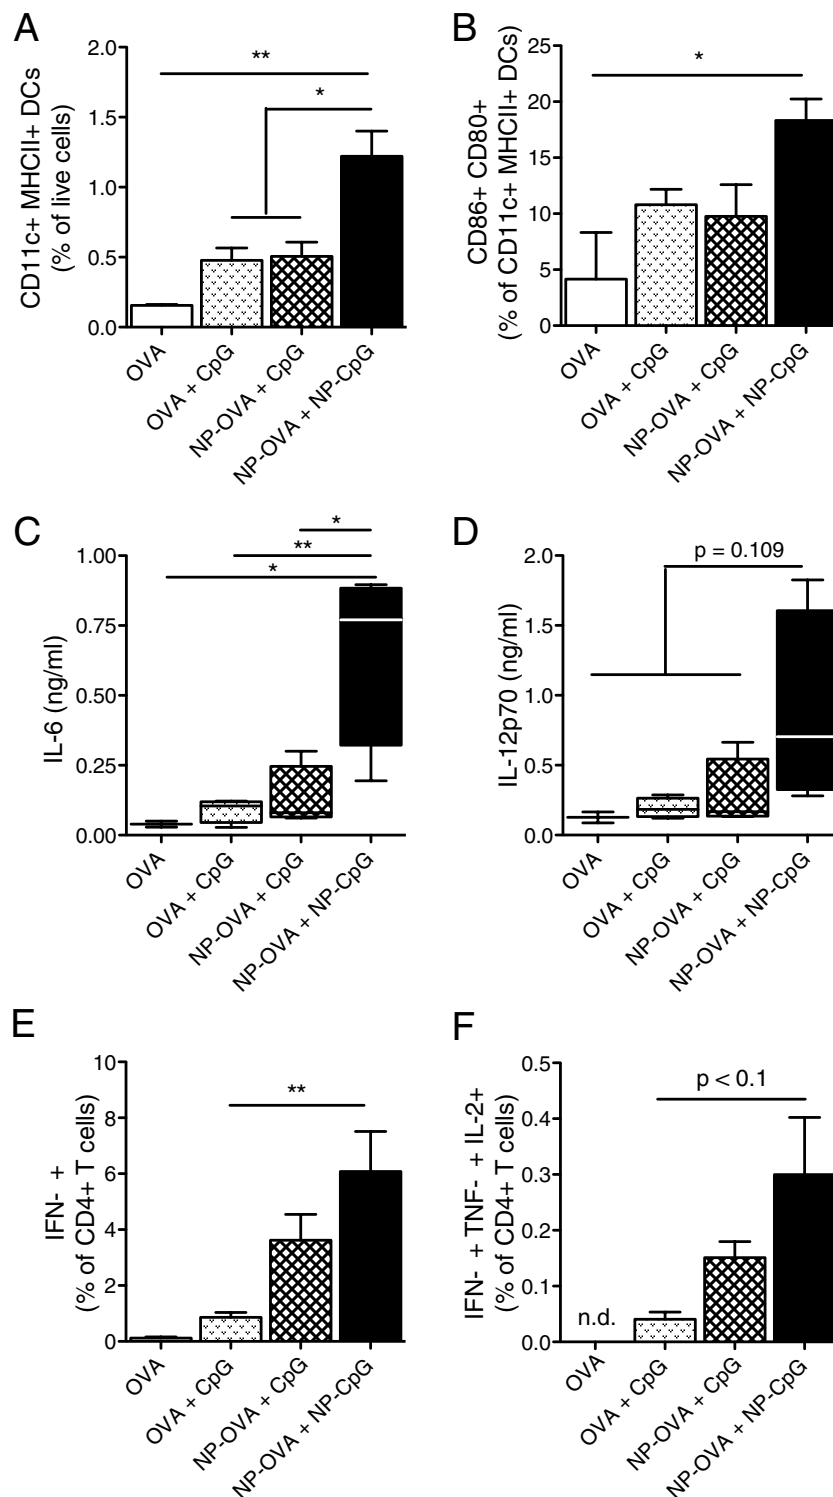 A
CD11c+ MHCII+ DCs
(% of live cells)
2.0
1.5
1.0
0.5
0.0
**
*
OVA
OVA + CpG
NP-OVA + CpG
NP-OVA + NP-CpG
B
CD86+ CD80+
(% of CD11c+ MHCII+ DCs)
25
20
15
10
5
0
*
OVA
OVA + CpG
NP-OVA + CpG
NP-OVA + NP-CpG
C
IL-6 (ng/ml)
1.00
0.75
0.50
0.25
0.00
*
**
*
OVA
OVA + CpG
NP-OVA + CpG
NP-OVA + NP-CpG
D
IL-12p70 (ng/ml)
2.0
1.5
1.0
0.5
0.0
p = 0.109
OVA
OVA + CpG
NP-OVA + CpG
NP-OVA + NP-CpG
E
IFN- +
(% of CD4+ T cells)
10
8
6
4
2
0
**
OVA
OVA + CpG
NP-OVA + CpG
NP-OVA + NP-CpG
F
IFN- + TNF- + IL-2+
(% of CD4+ T cells)
0.5
0.4
0.3
0.2
0.1
0.0
p < 0.1
n.d.
OVA
OVA + CpG
NP-OVA + CpG
NP-OVA + NP-CpG